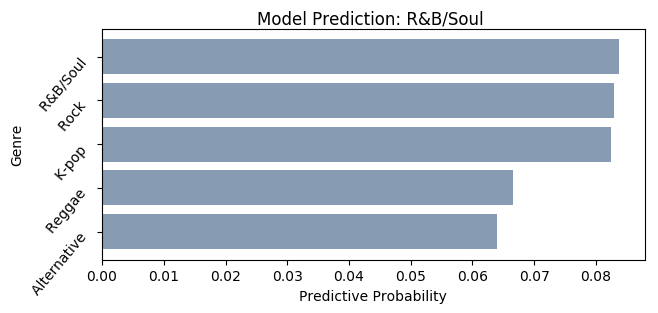 Model Prediction: R&B/Soul
Genre
R&B/Soul
Rock
K-pop
Reggae
Alternative
0.00 0.01 0.02 0.03 0.04 0.05 0.06 0.07 0.08
Predictive Probability